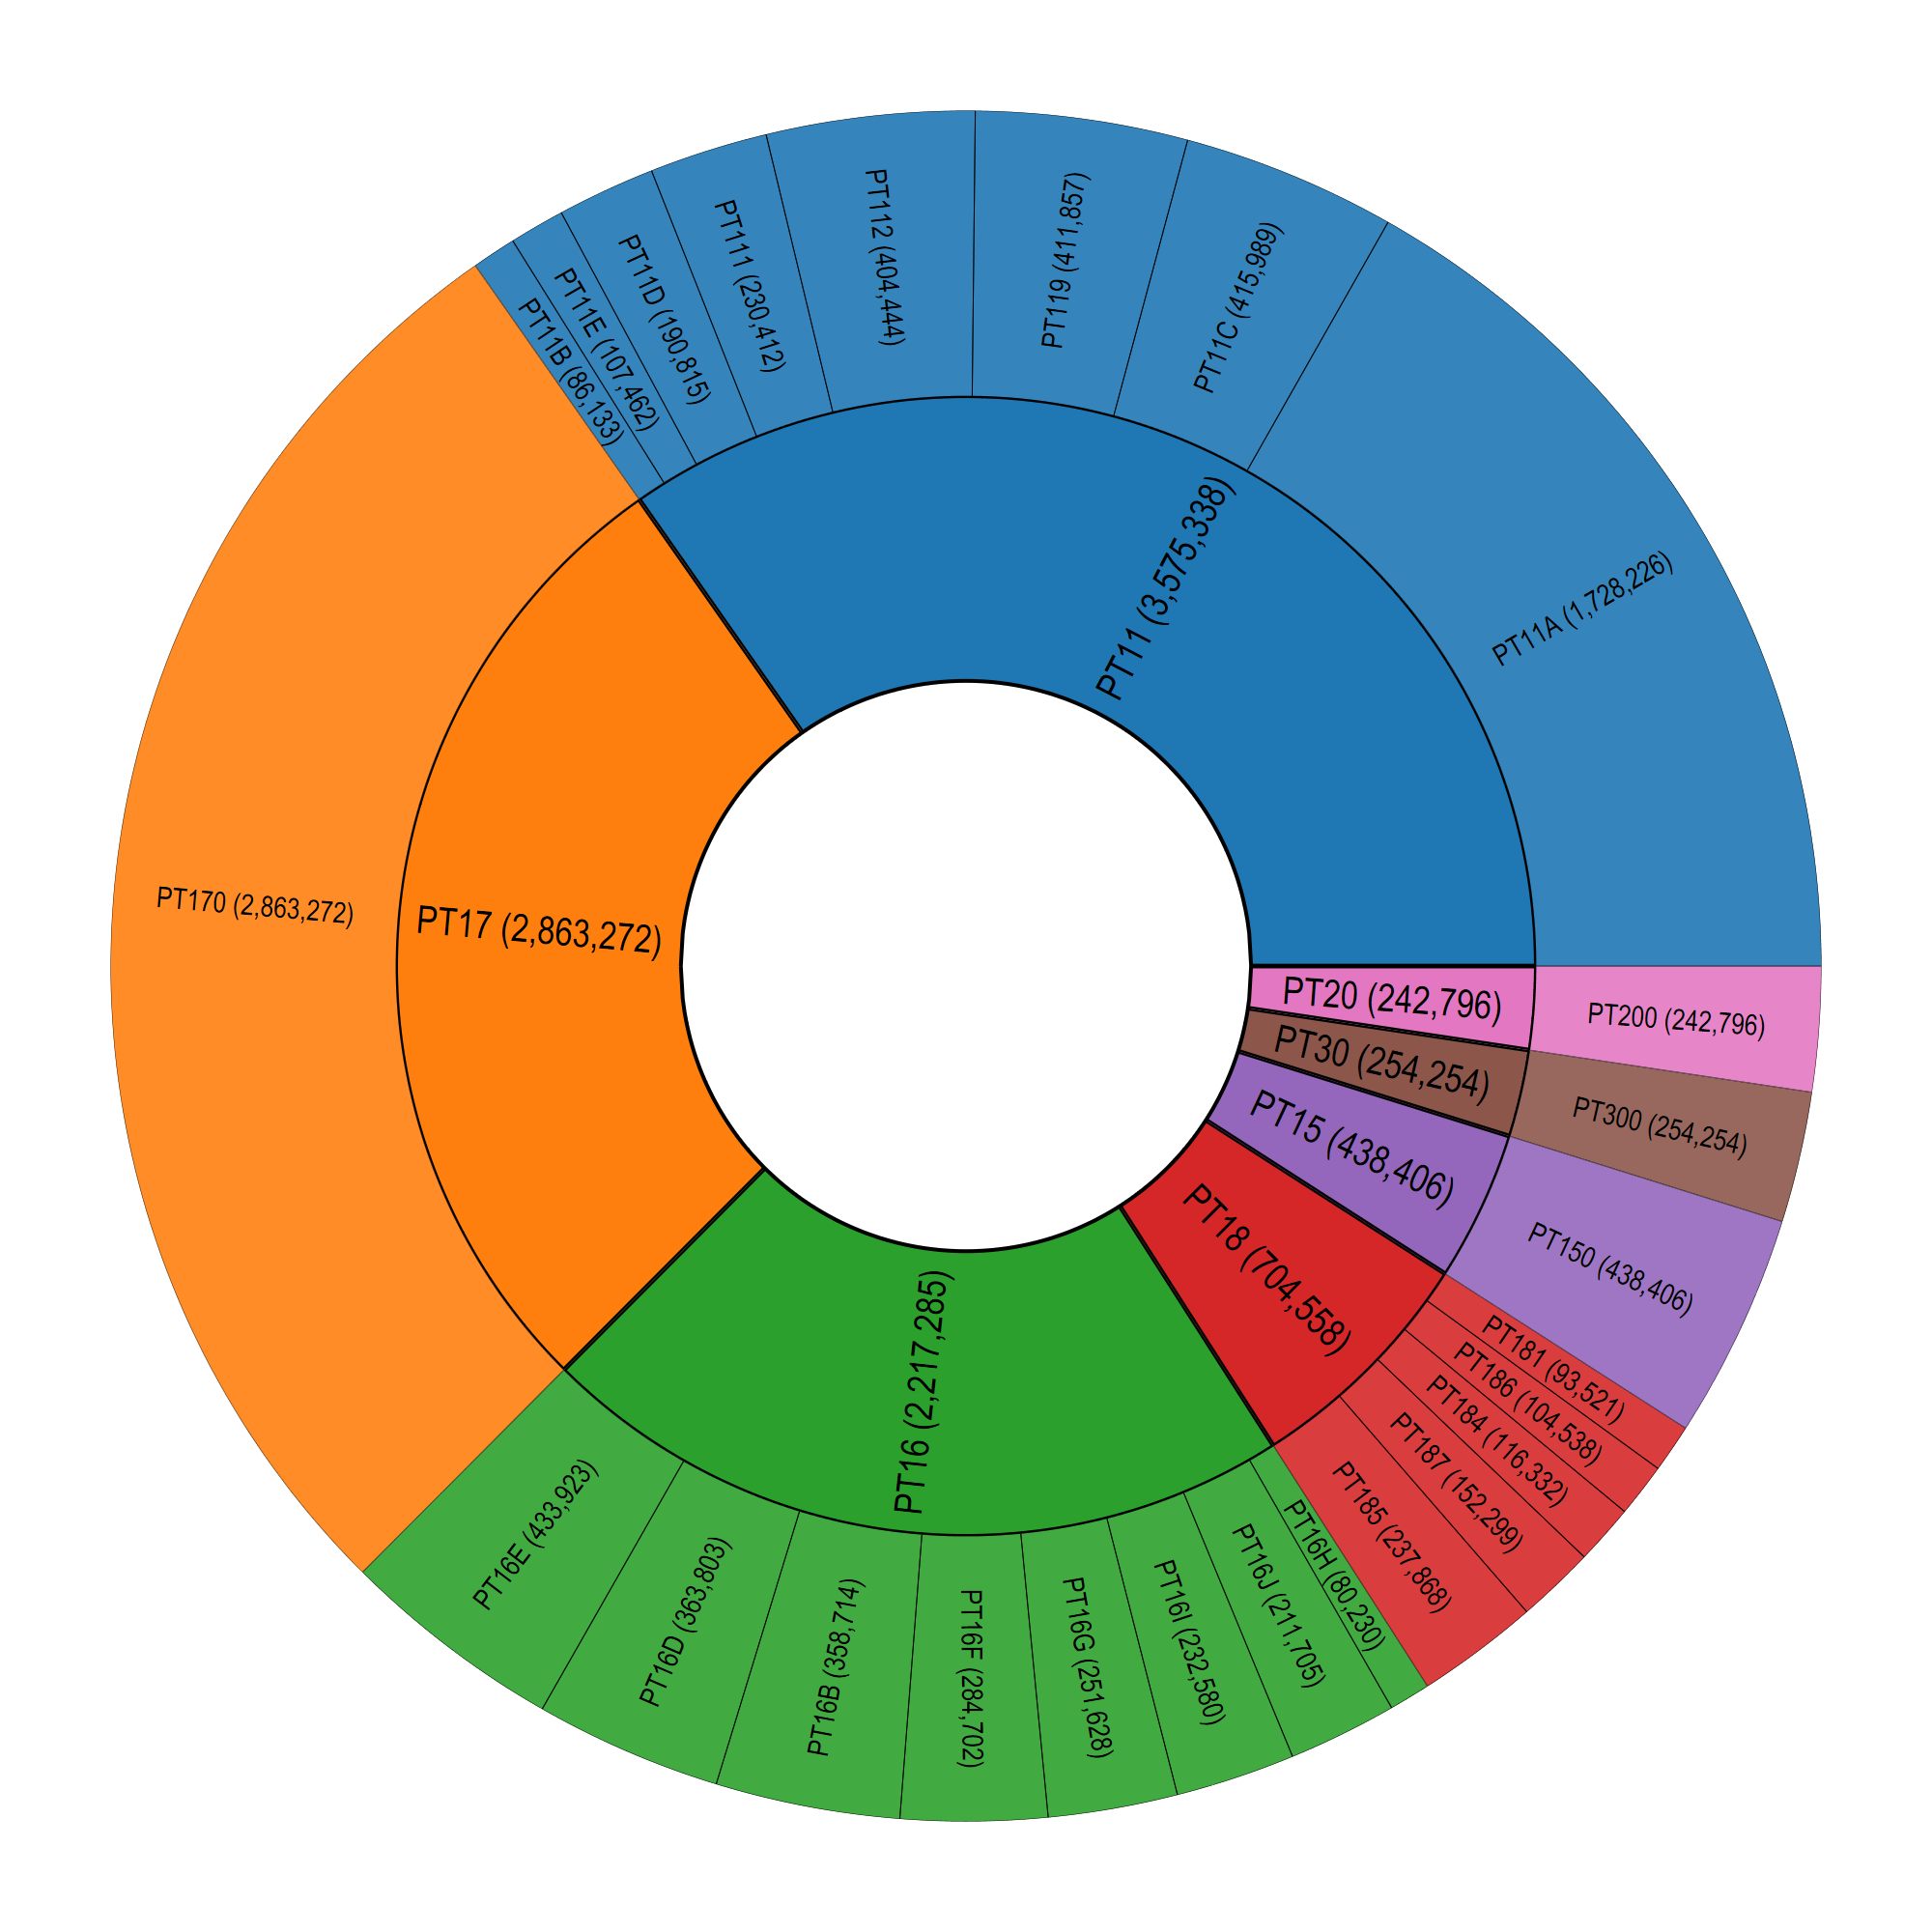 PT11 (3,575,338)
PT11A (1,728,226)
PT11C (415,989)
PT119 (411,857)
PT112 (404,444)
PT111 (230,412)
PT11D (190,815)
PT11E (107,462)
PT11B (86,133)
PT17 (2,863,272)
PT170 (2,863,272)
PT16 (2,217,285)
PT16E (433,923)
PT16D (363,803)
PT16B (358,714)
PT16F (284,702)
PT16G (251,628)
PT16I (232,580)
PT16J (211,705)
PT16H (80,230)
PT18 (704,558)
PT185 (237,868)
PT187 (152,299)
PT184 (116,332)
PT186 (104,538)
PT181 (93,521)
PT15 (438,406)
PT150 (438,406)
PT30 (254,254)
PT300 (254,254)
PT20 (242,796)
PT200 (242,796)